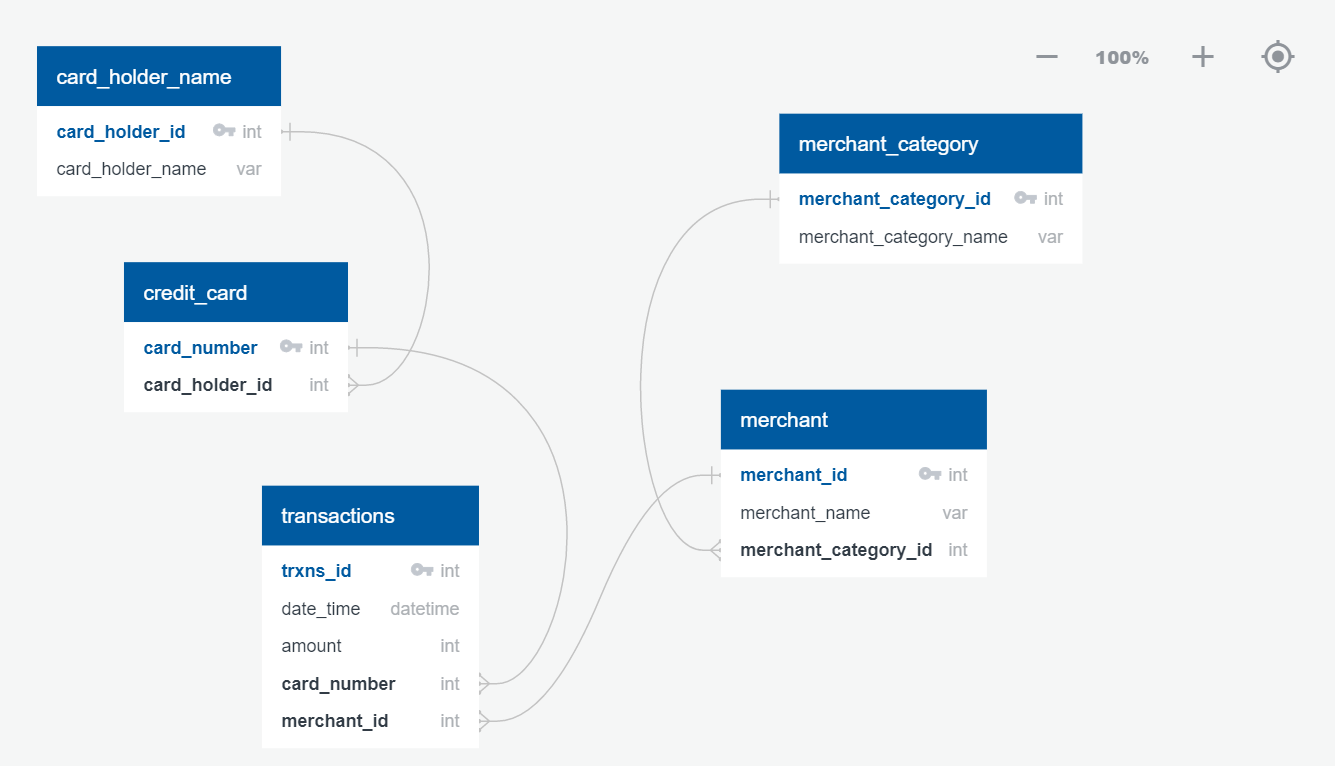 card_holder_name
card_holder_id int
card_holder_name var
100%
merchant_category
merchant_category_id int
merchant_category_name var
credit_card
card_number int
card_holder_id int
merchant
merchant_id int
merchant_name var
merchant_category_id int
transactions
trxns_id int
date_time datetime
amount int
card_number int
merchant_id int